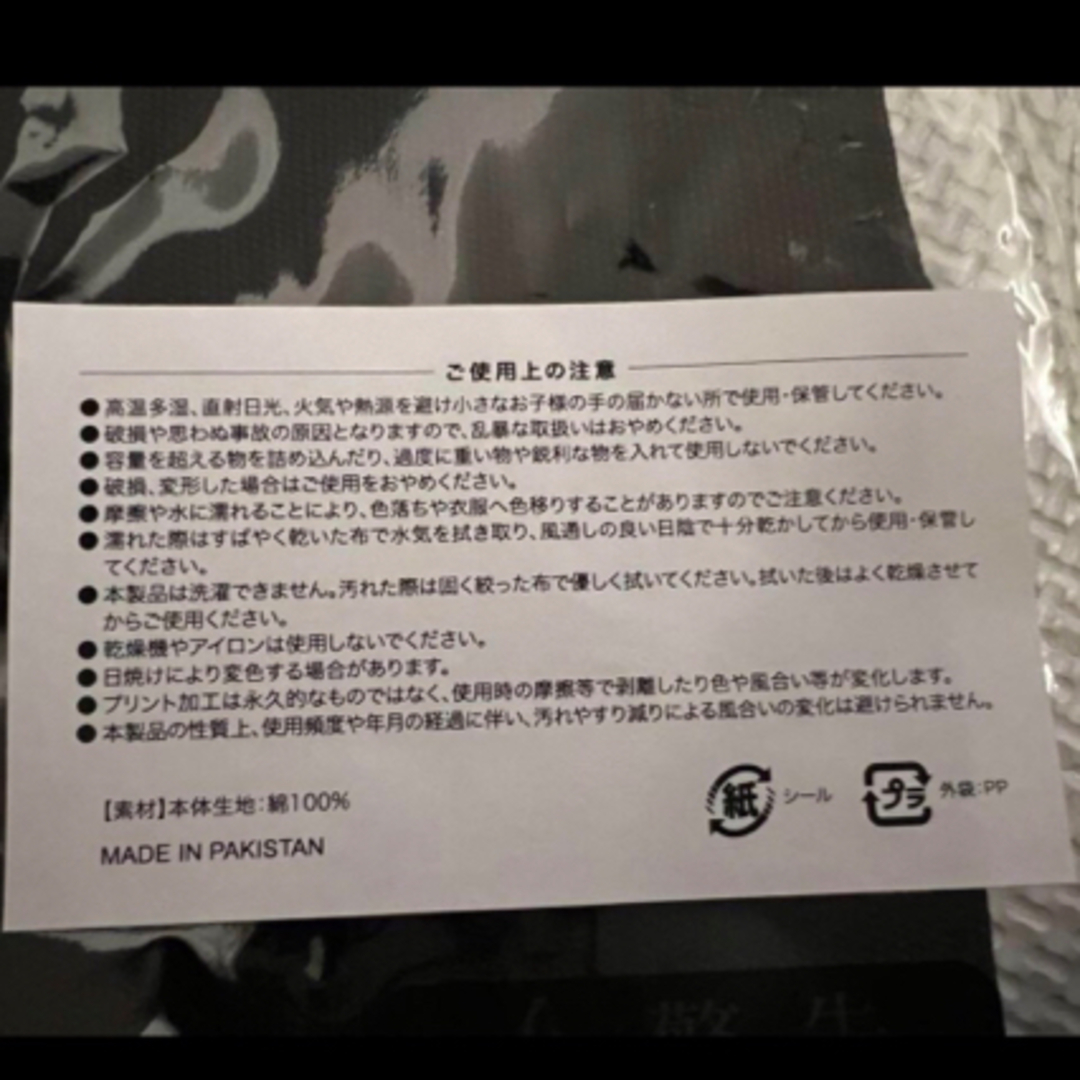 ご使用上の注意
●高温多湿、直射日光、火気や熱源を避け小さなお子様の手の届かない所で使用・保管してください。
●破損や思わぬ事故の原因となりますので、乱暴な取扱いはおやめください。
●容量を超える物を詰め込んだり、過度に重い物や鋭利な物を入れて使用しないでください。
●破損、変形した場合はご使用をおやめください。
●摩擦や水に濡れることにより、色落ちや衣服へ色移りすることがありますのでご注意ください。
●濡れた際はすばやく乾いた布で水気を拭き取り、風通しの良い日陰で十分乾かしてから使用・保管し
てください。
●本製品は洗濯できません。汚れた際は固く絞った布で優しく拭いてください。拭いた後はよく乾燥させて
からご使用ください。
●乾燥機やアイロンは使用しないでください。
●日焼けにより変色する場合があります。
●プリント加工は永久的なものではなく、使用時の摩擦等で剥離したり色や風合い等が変化します。
●本製品の性質上、使用頻度や年月の経過に伴い、汚れやすり減りによる風合いの変化は避けられません。
【素材】本体生地：綿100%
MADE IN PAKISTAN
紙 シール
プラ 外袋：PP